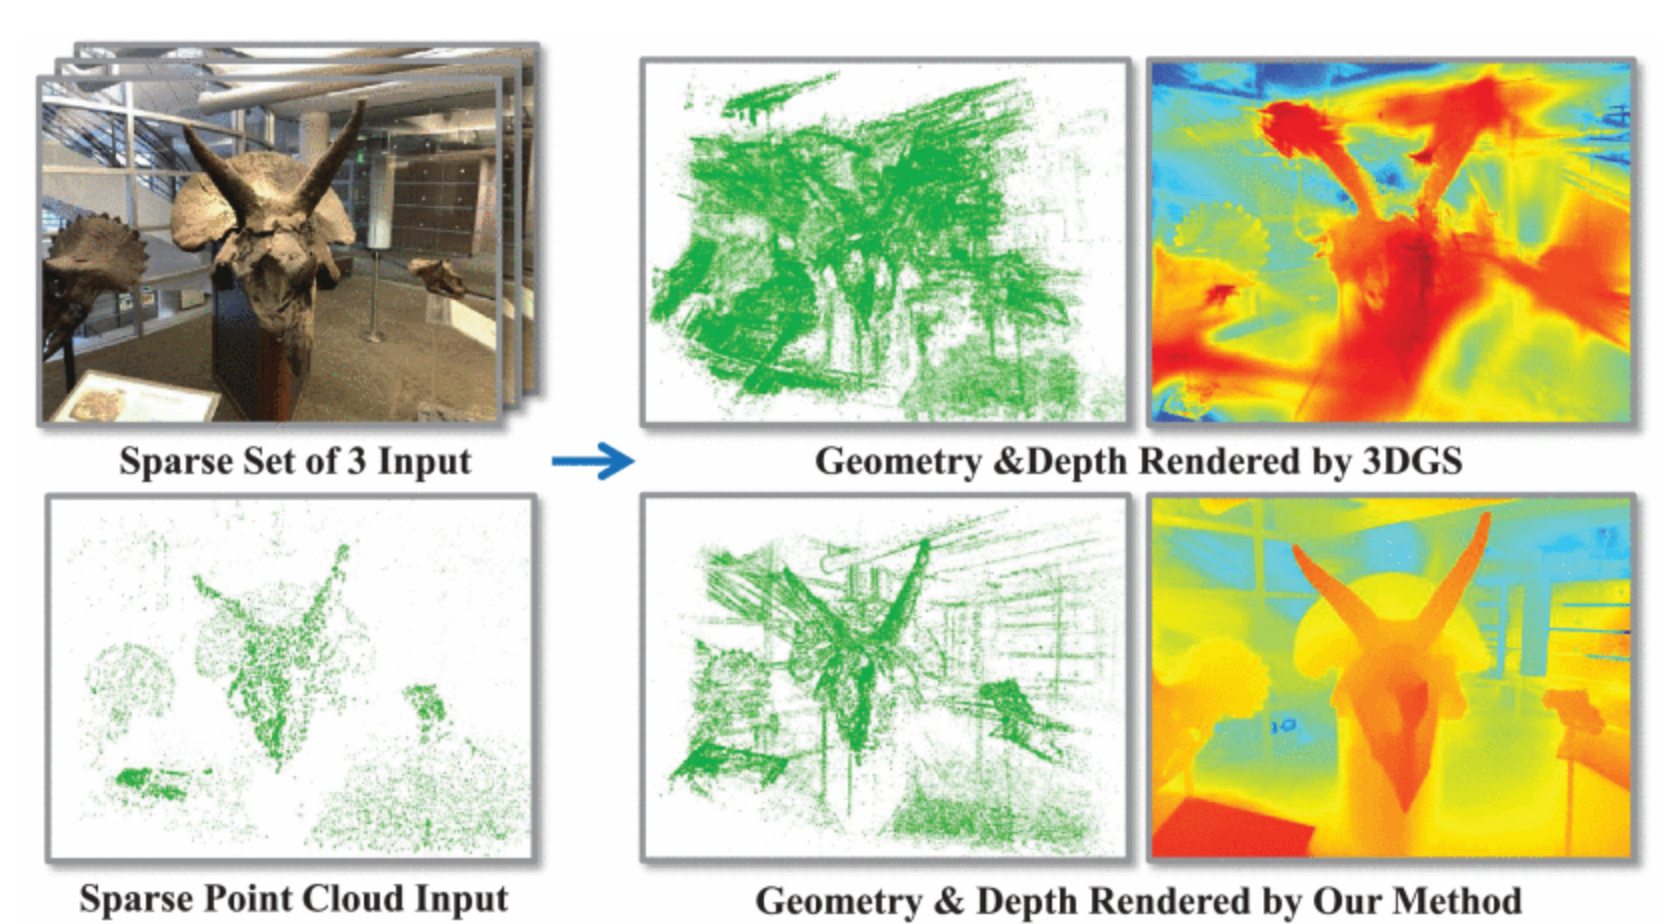 Sparse Set of 3 Input
Geometry &Depth Rendered by 3DGS
Sparse Point Cloud Input
Geometry & Depth Rendered by Our Method